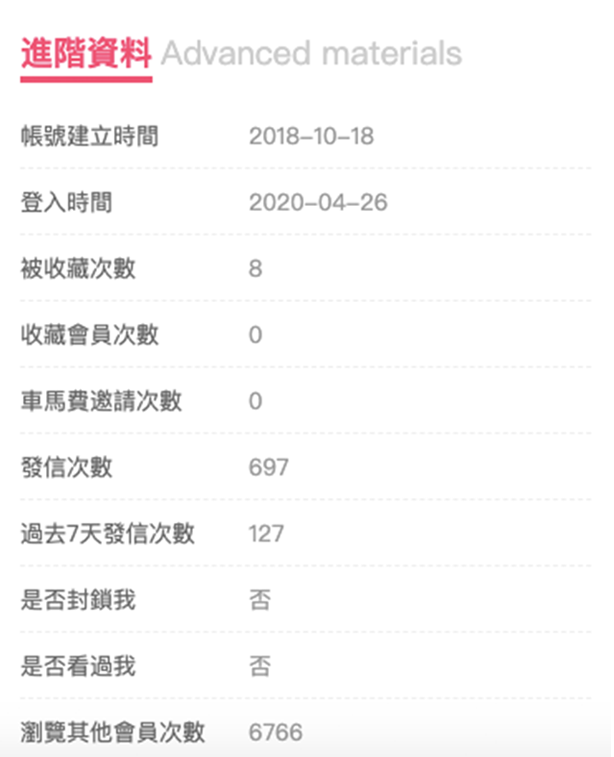 進階資料 Advanced materials
帳號建立時間 2018-10-18
登入時間 2020-04-26
被收藏次數 8
收藏會員次數 0
車馬費邀請次數 0
發信次數 697
過去7天發信次數 127
是否封鎖我 否
是否看過我 否
瀏覽其他會員次數 6766